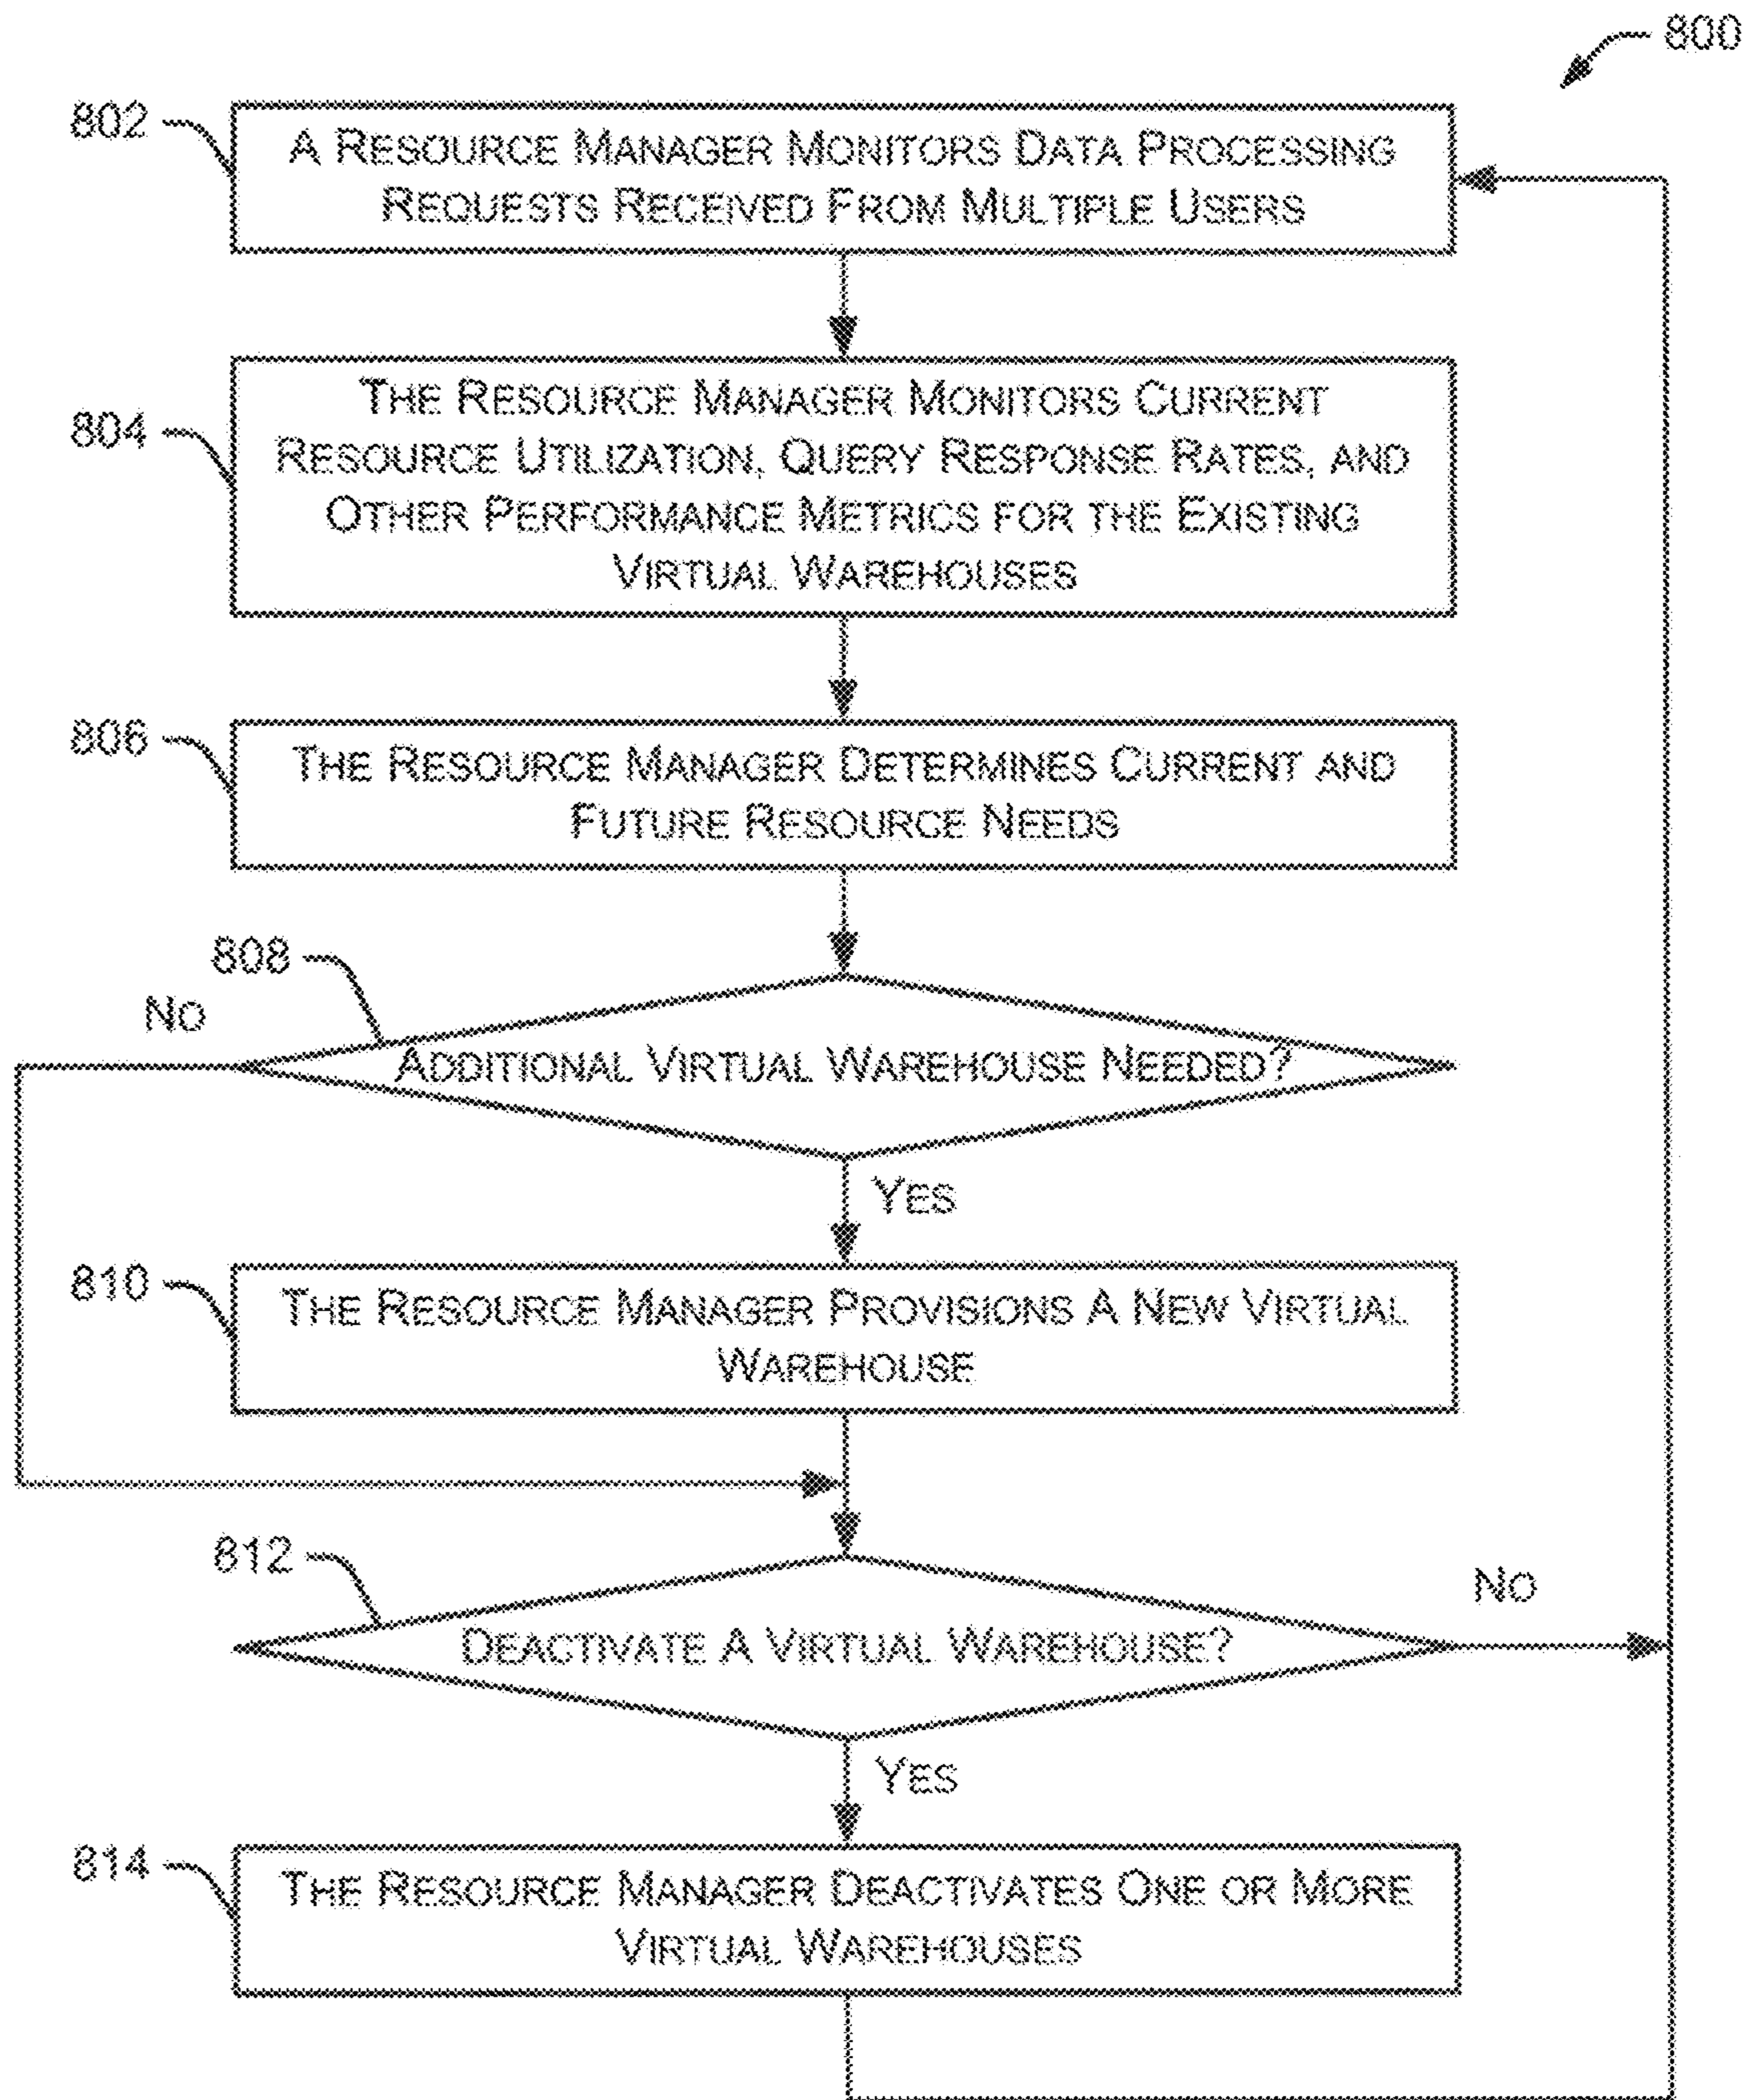 800
802
A RESOURCE MANAGER MONITORS DATA PROCESSING
REQUESTS RECEIVED FROM MULTIPLE USERS
804
THE RESOURCE MANAGER MONITORS CURRENT
RESOURCE UTILIZATION, QUERY RESPONSE RATES, AND
OTHER PERFORMANCE METRICS FOR THE EXISTING
VIRTUAL WAREHOUSES
806
THE RESOURCE MANAGER DETERMINES CURRENT AND
FUTURE RESOURCE NEEDS
808
NO
ADDITIONAL VIRTUAL WAREHOUSE NEEDED?
YES
810
THE RESOURCE MANAGER PROVISIONS A NEW VIRTUAL
WAREHOUSE
812
NO
DEACTIVATE A VIRTUAL WAREHOUSE?
YES
814
THE RESOURCE MANAGER DEACTIVATES ONE OR MORE
VIRTUAL WAREHOUSES